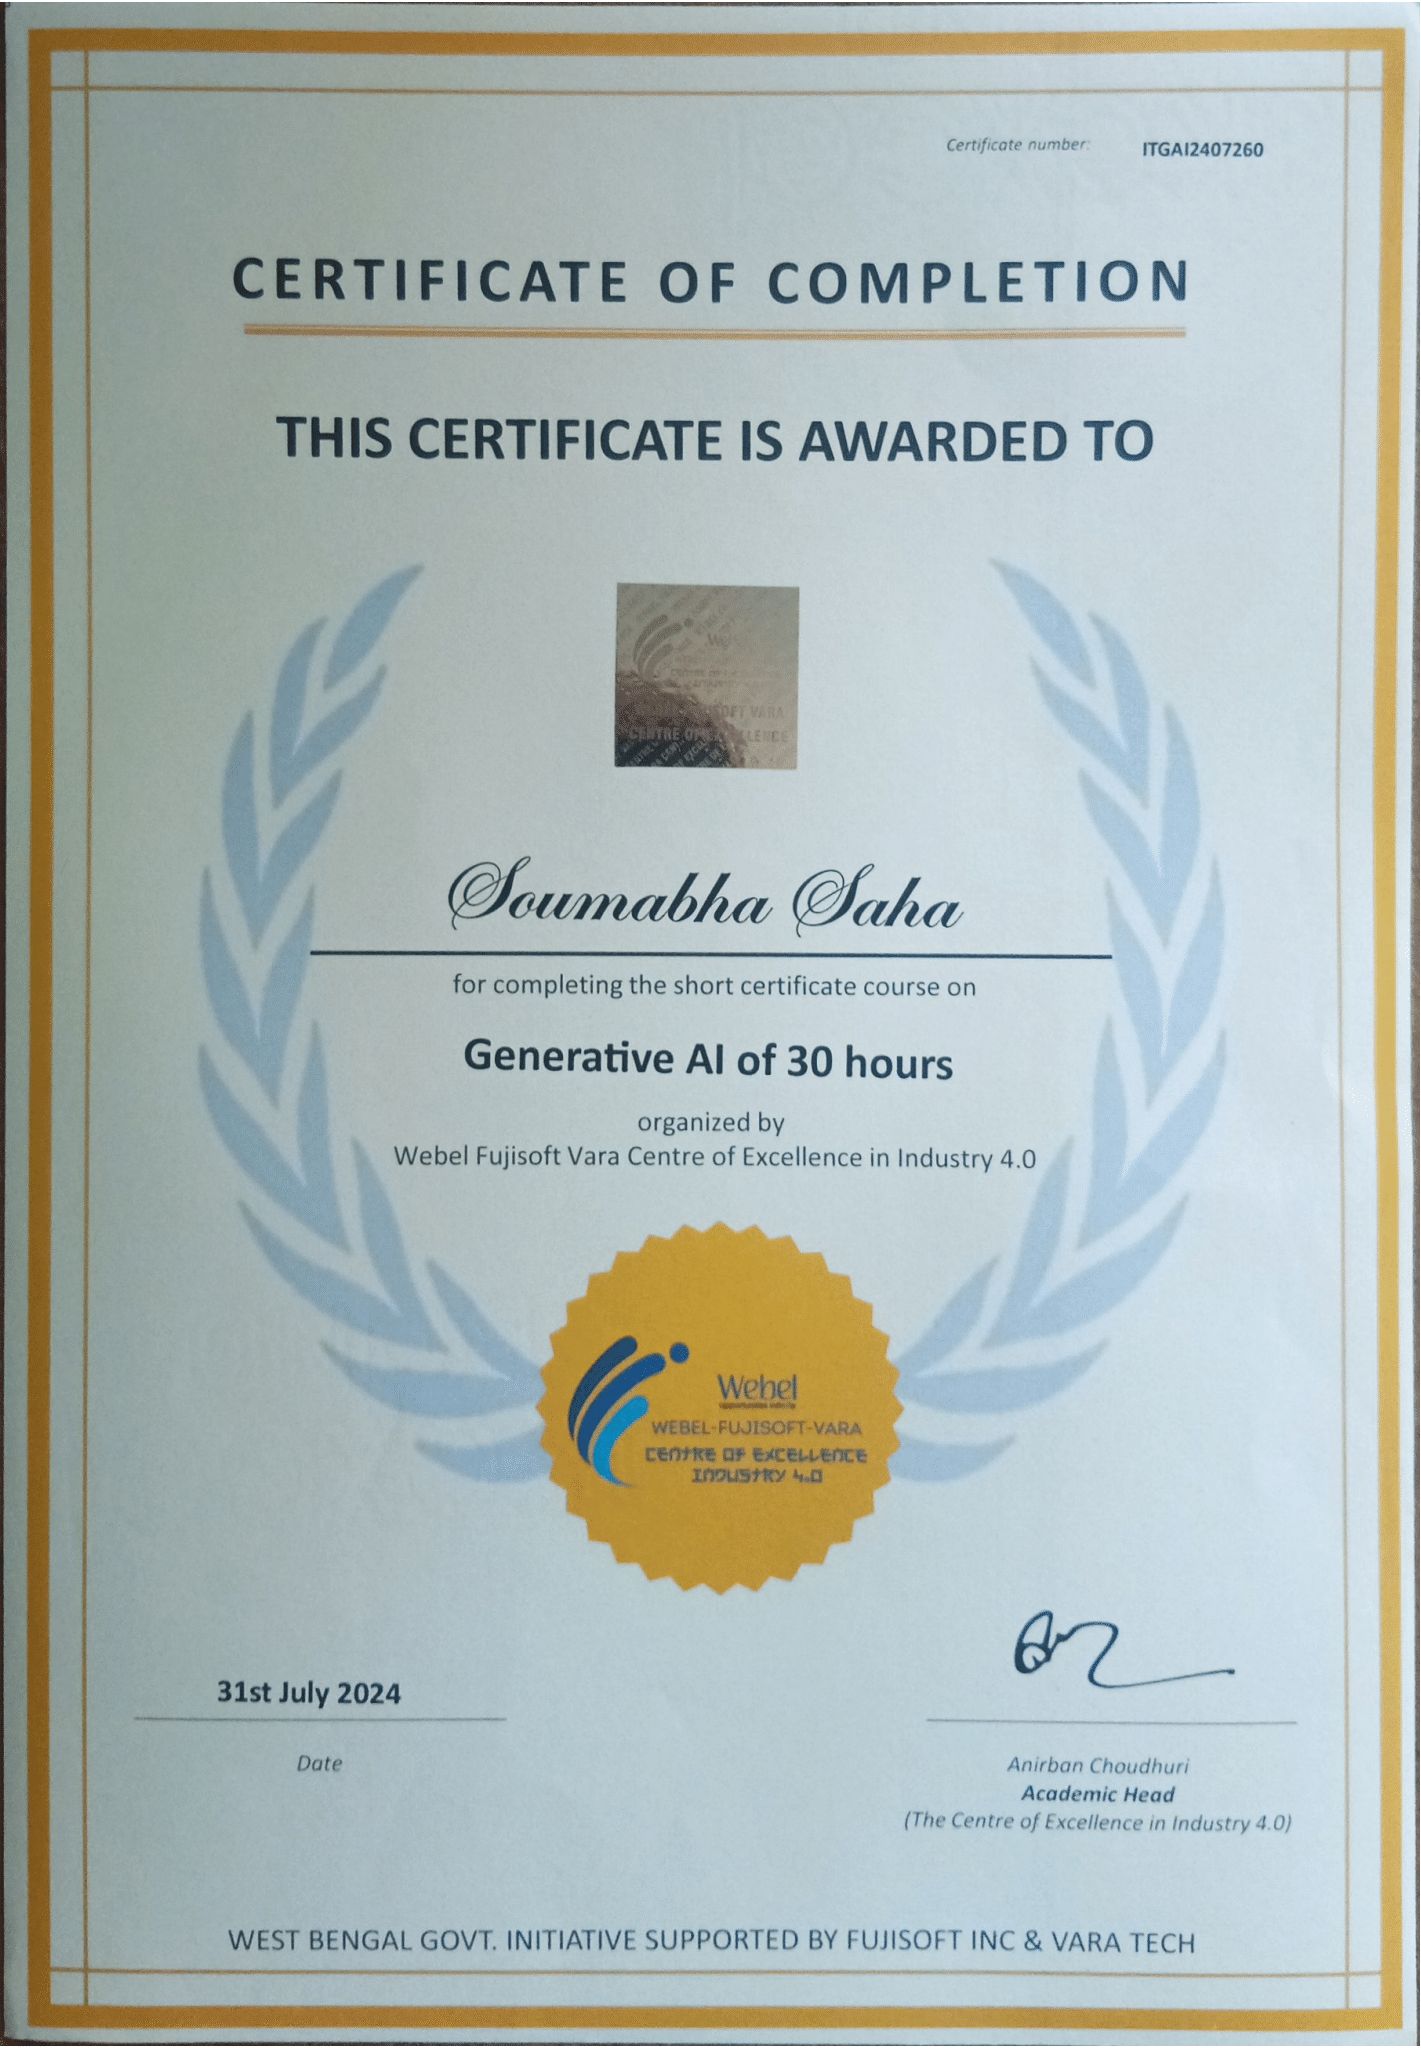 Certificate number: ITGAI2407260
CERTIFICATE OF COMPLETION
THIS CERTIFICATE IS AWARDED TO
SOFT VARA
CENTRE OF EXCELLENCE
Soumabha Saha
for completing the short certificate course on
Generative AI of 30 hours
organized by
Webel Fujisoft Vara Centre of Excellence in Industry 4.0
Webel
WEBEL-FUJISOFT-VARA
CENTRE OF EXCELLENCE
INDUSTRY 4.0
31st July 2024
Date
Anirban Choudhuri
Academic Head
(The Centre of Excellence in Industry 4.0)
WEST BENGAL GOVT. INITIATIVE SUPPORTED BY FUJISOFT INC & VARA TECH